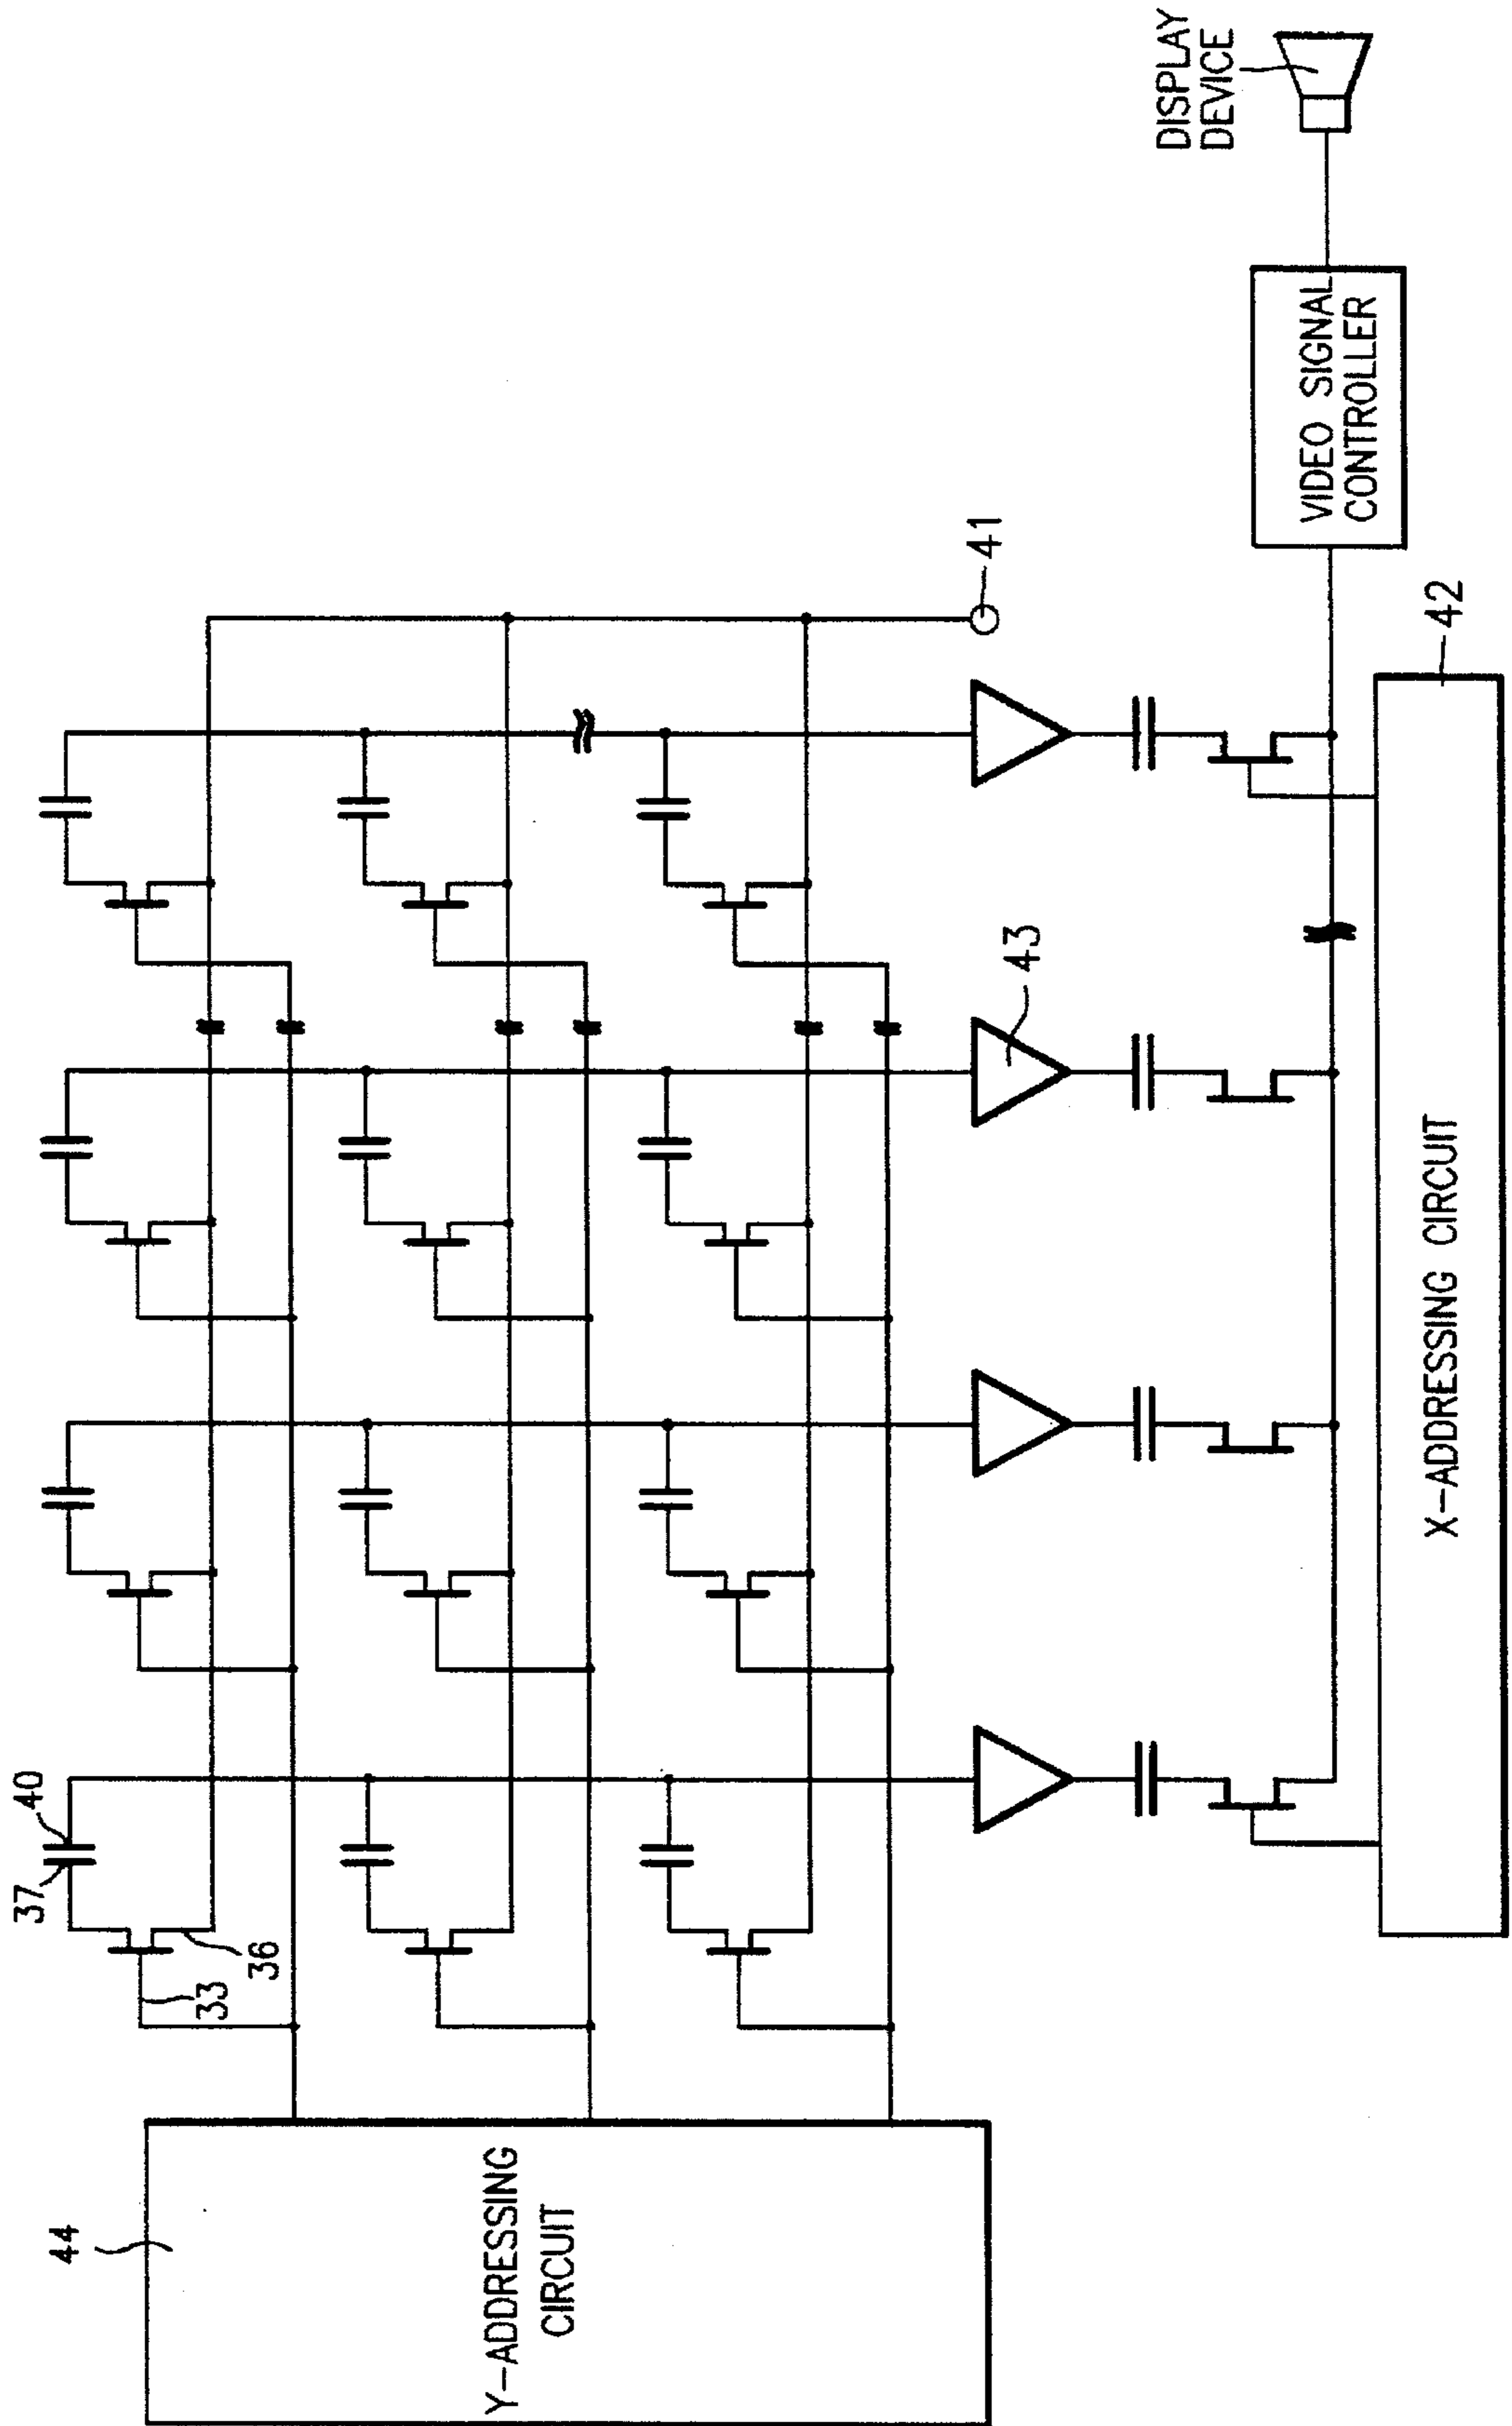 44
Y-ADDRESSING
CIRCUIT
37
40
33
36
43
41
X-ADDRESSING CIRCUIT
42
VIDEO SIGNAL
CONTROLLER
DISPLAY
DEVICE